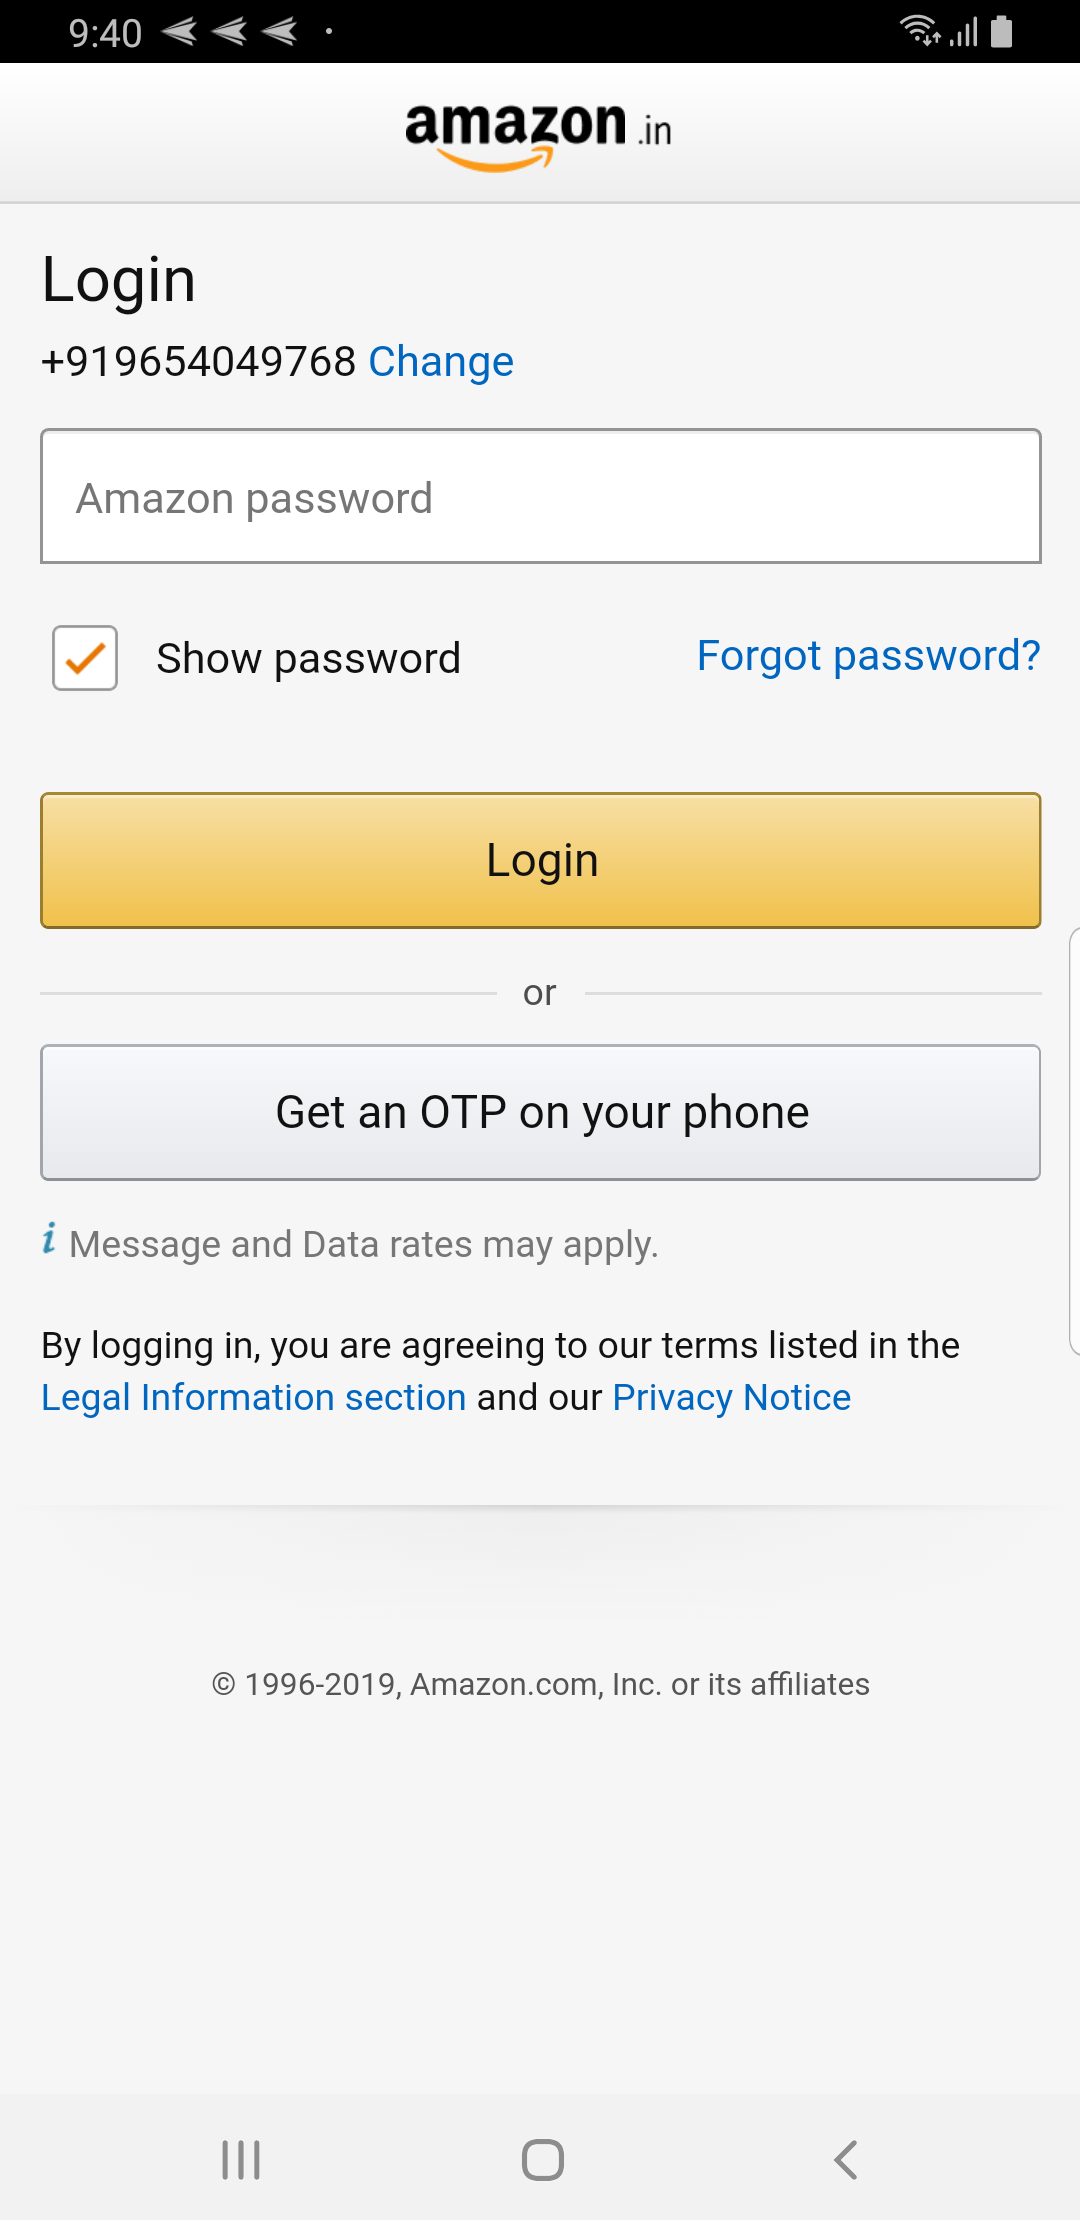 9:40
amazon.in
Login
+919654049768 Change
Amazon password
Show password Forgot password?
Login
or
Get an OTP on your phone
i Message and Data rates may apply.
By logging in, you are agreeing to our terms listed in the
Legal Information section and our Privacy Notice
© 1996-2019, Amazon.com, Inc. or its affiliates